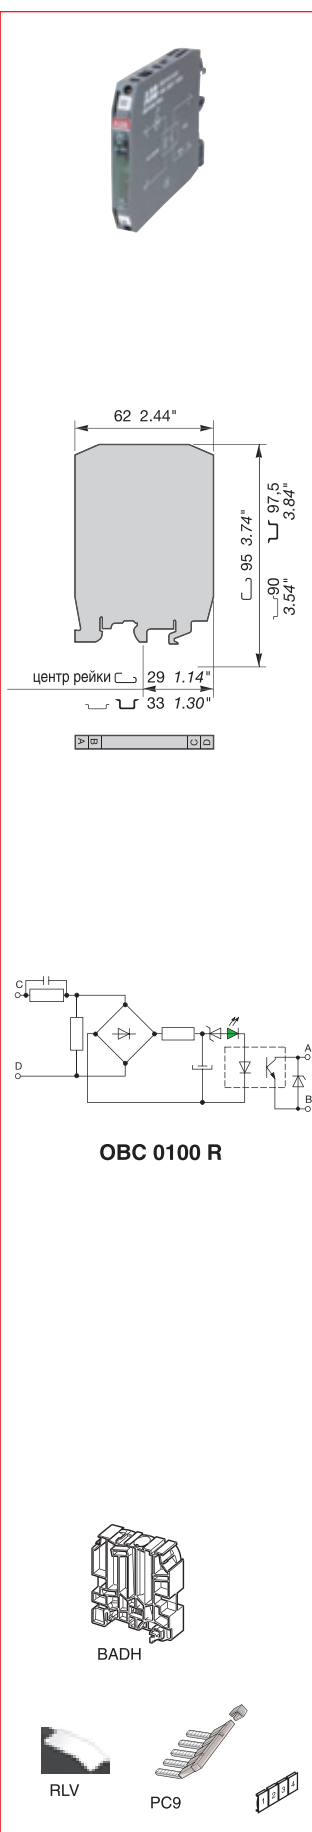 ABB
62 2.44"
95 3.74"
97,5
3.84"
90
3.54"
центр рейки 29 1.14"
33 1.30"
A B C D
C
D
A
B
OBC 0100 R
BADH
RLV
PC9
1 2 3 4